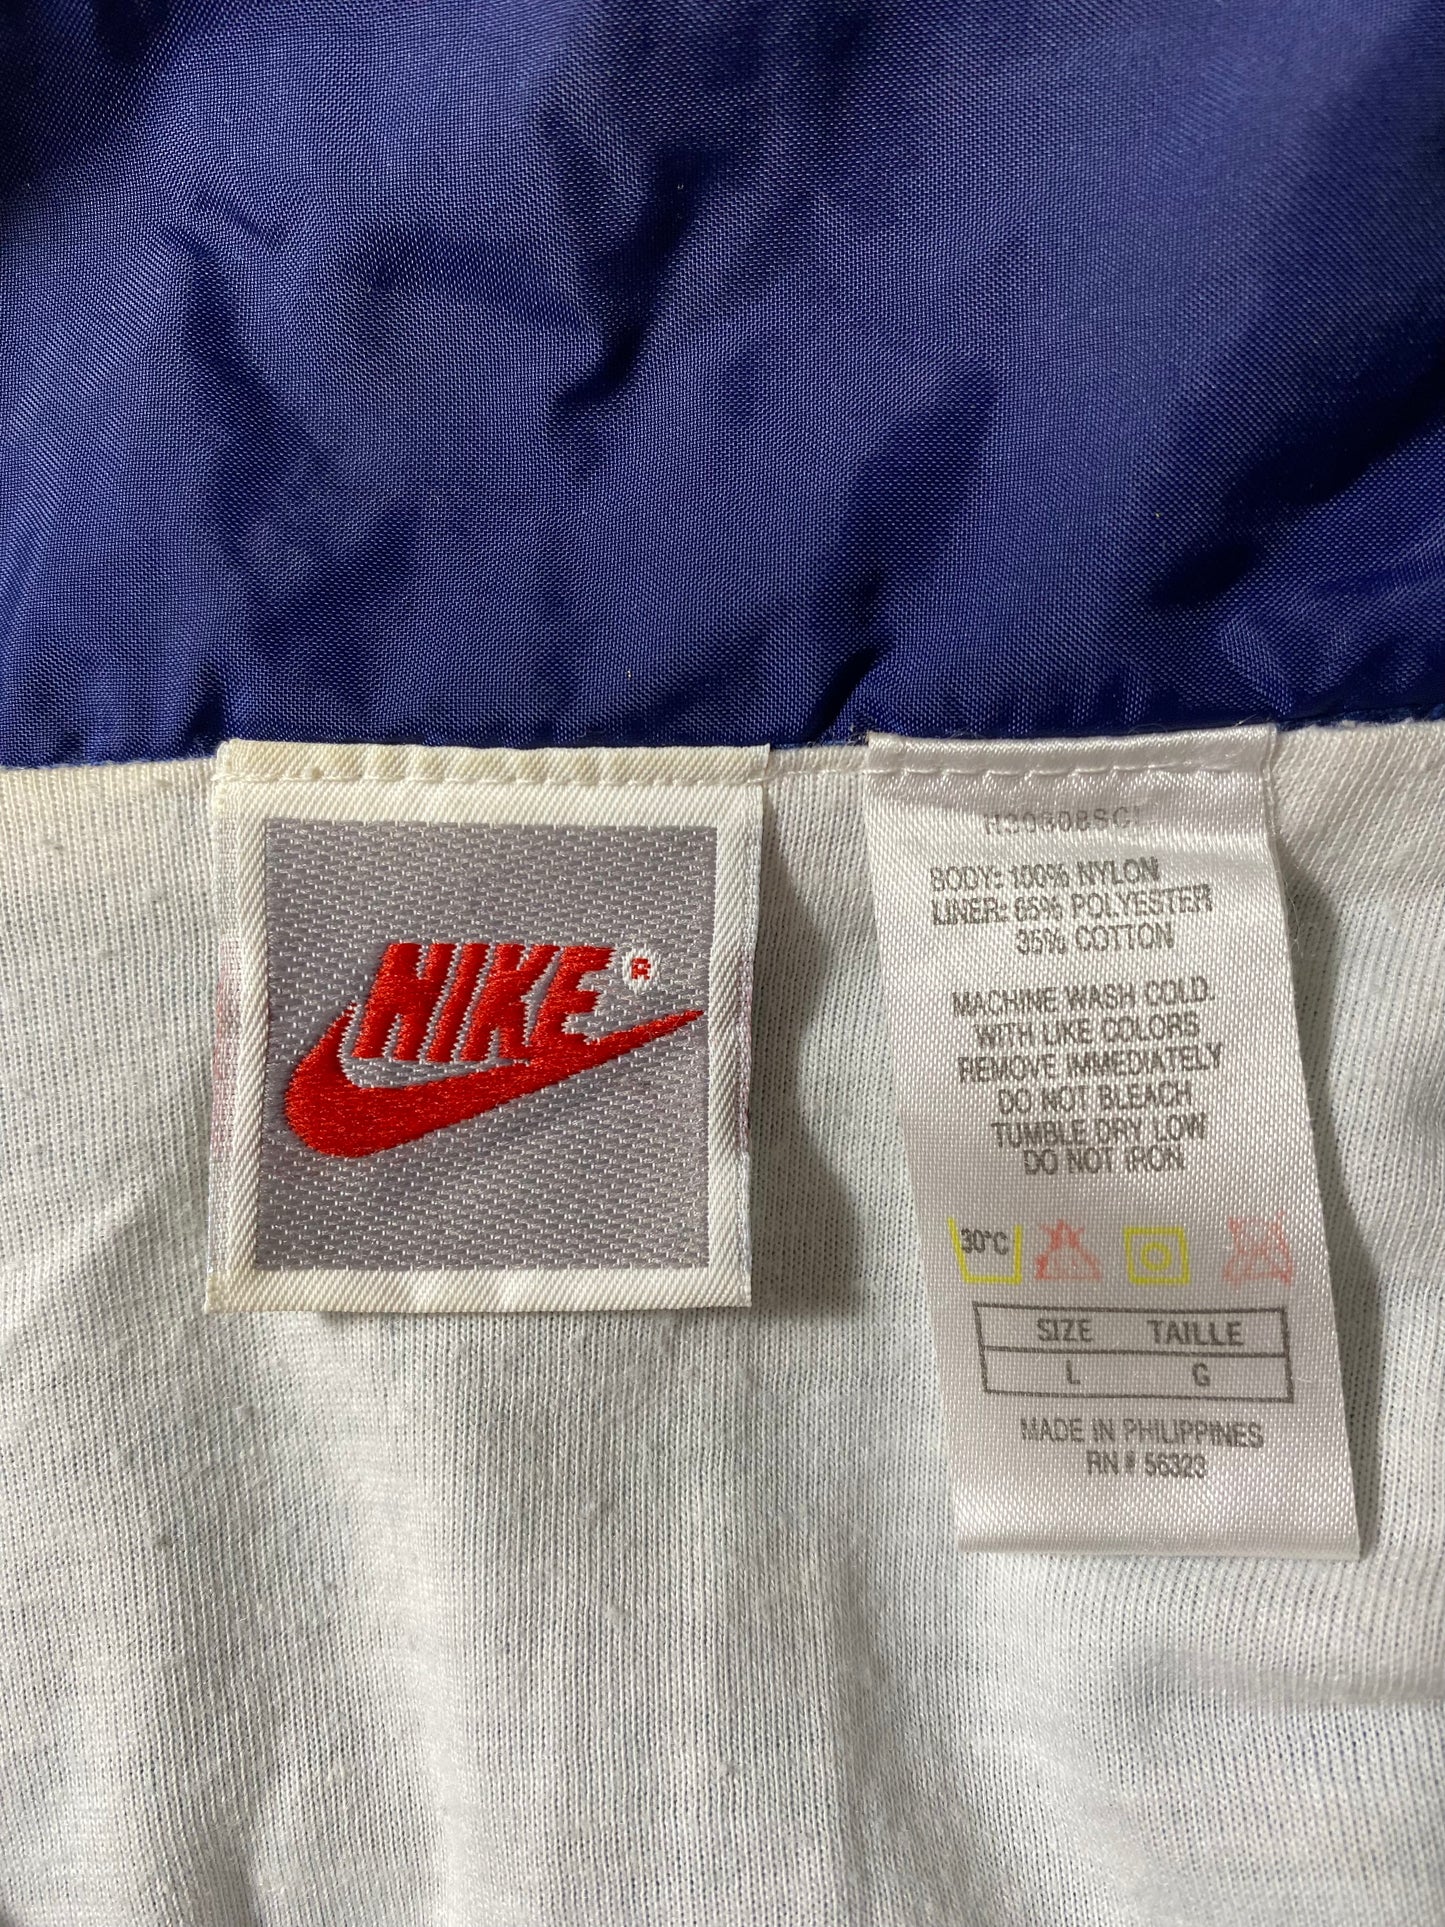 NIKE®
BODY: 100% NYLON
LINER: 65% POLYESTER
35% COTTON
MACHINE WASH COLD.
WITH LIKE COLORS
REMOVE IMMEDIATELY
DO NOT BLEACH
TUMBLE DRY LOW
DO NOT IRON
30°C
SIZE TAILLE
L G
MADE IN PHILIPPINES
RN # 56323